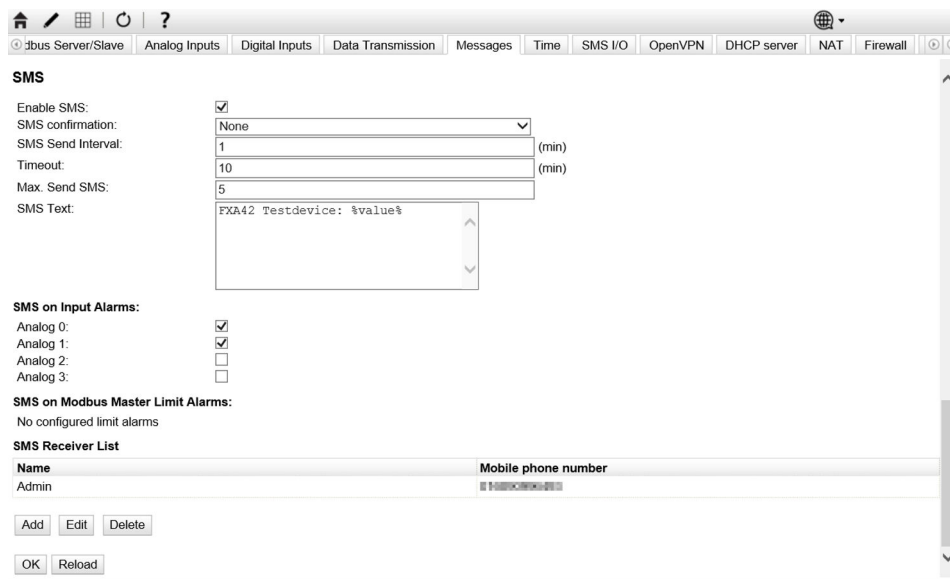 ?
dbus Server/Slave Analog Inputs Digital Inputs Data Transmission Messages Time SMS I/O OpenVPN DHCP server NAT Firewall
SMS
Enable SMS:
SMS confirmation: None
SMS Send Interval: 1 (min)
Timeout: 10 (min)
Max. Send SMS: 5
SMS Text: FXA42 Testdevice: %value%
SMS on Input Alarms:
Analog 0:
Analog 1:
Analog 2:
Analog 3:
SMS on Modbus Master Limit Alarms:
No configured limit alarms
SMS Receiver List
Name Mobile phone number
Admin
Add Edit Delete
OK Reload